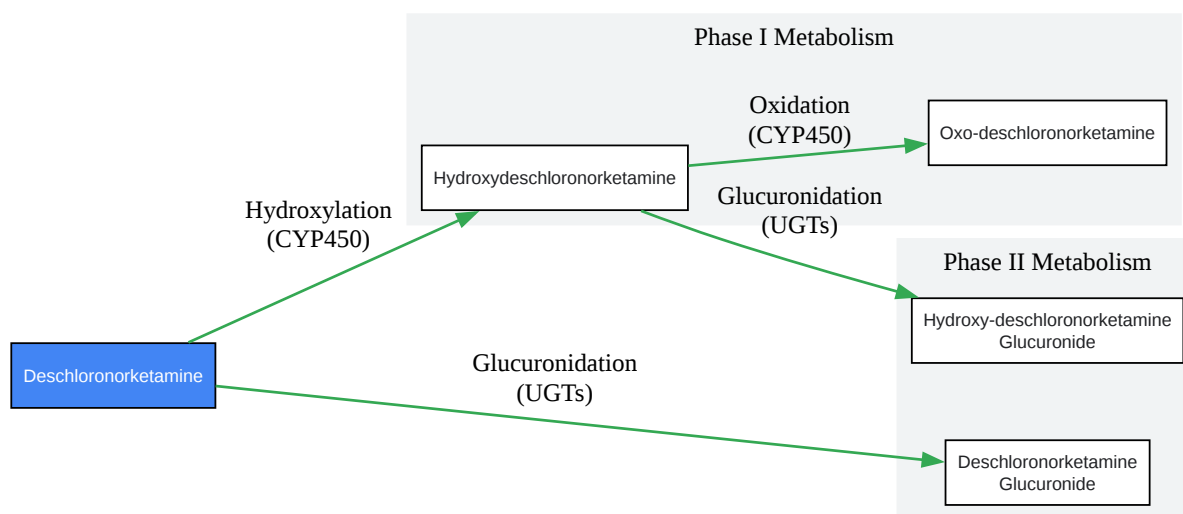 Phase I Metabolism
Oxidation
(CYP450)
Oxo-deschloronorketamine
Hydroxydeschloronorketamine
Glucuronidation
(UGTs)
Hydroxylation
(CYP450)
Phase II Metabolism
Hydroxy-deschloronorketamine
Glucuronide
Deschloronorketamine
Glucuronidation
(UGTs)
Deschloronorketamine
Glucuronide